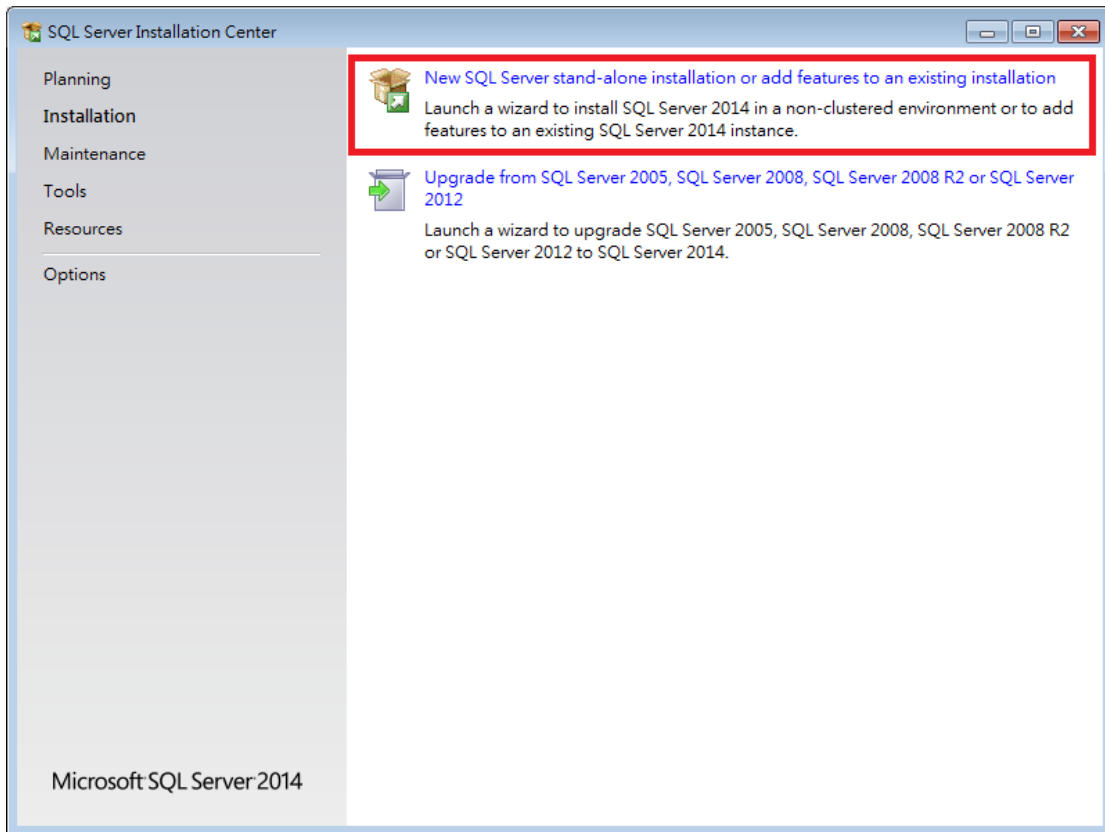 SQL Server Installation Center
Planning
Installation
Maintenance
Tools
Resources
Options
New SQL Server stand-alone installation or add features to an existing installation
Launch a wizard to install SQL Server 2014 in a non-clustered environment or to add
features to an existing SQL Server 2014 instance.
Upgrade from SQL Server 2005, SQL Server 2008, SQL Server 2008 R2 or SQL Server
2012
Launch a wizard to upgrade SQL Server 2005, SQL Server 2008, SQL Server 2008 R2
or SQL Server 2012 to SQL Server 2014.
Microsoft SQL Server 2014